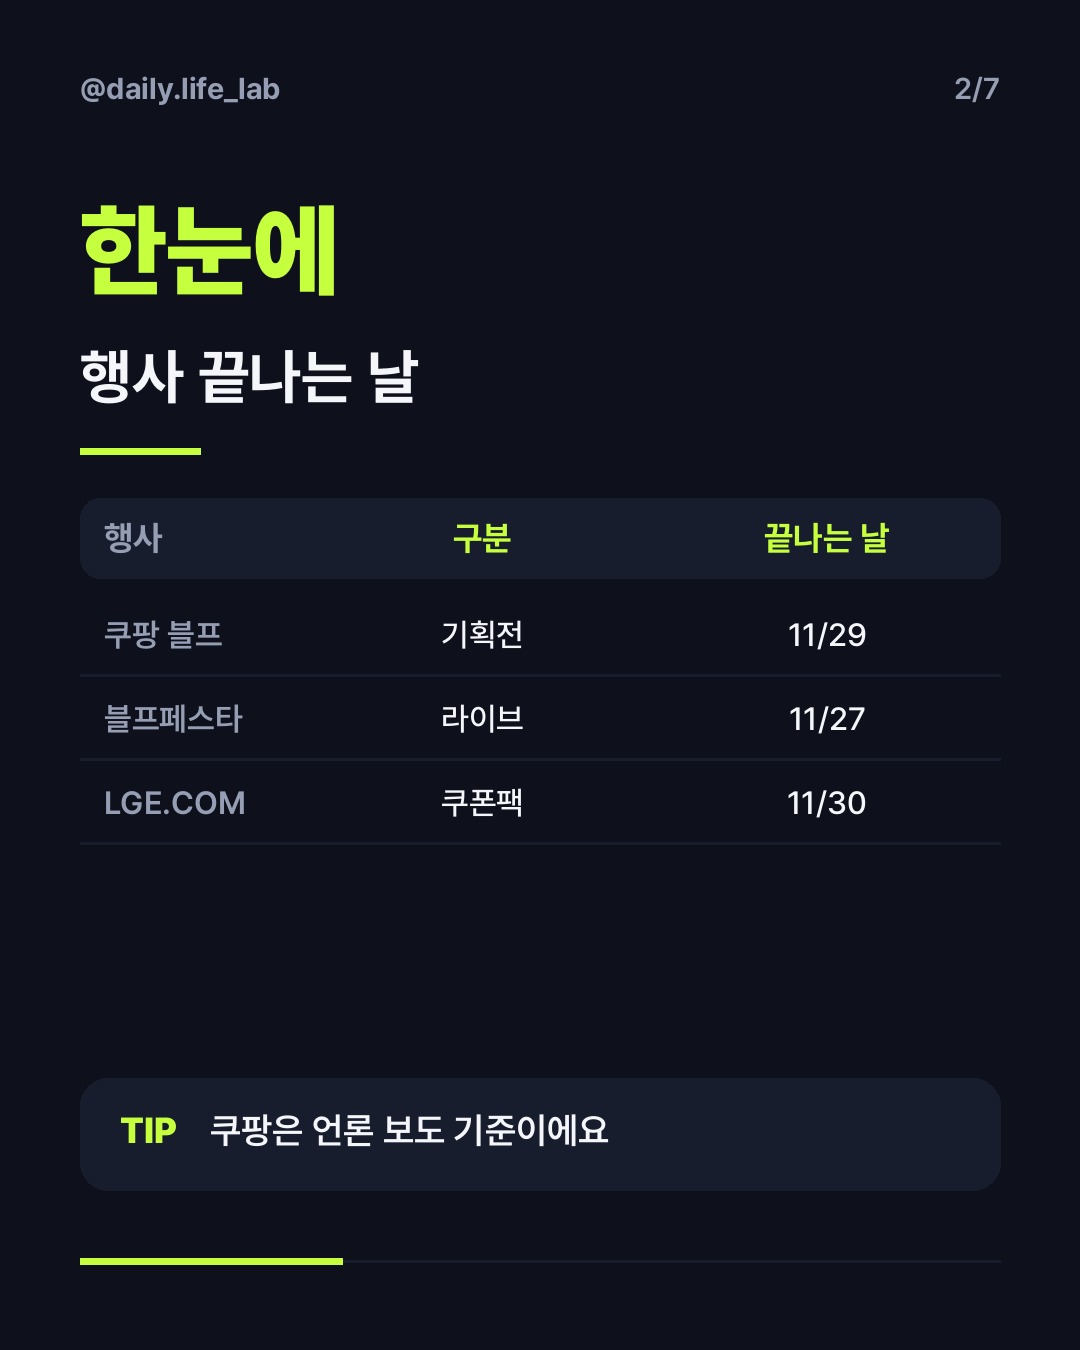 @daily.life_lab 2/7
한눈에
행사 끝나는 날
행사 구분 끝나는 날
쿠팡 블프 기획전 11/29
블프페스타 라이브 11/27
LGE.COM 쿠폰팩 11/30
TIP 쿠팡은 언론 보도 기준이에요